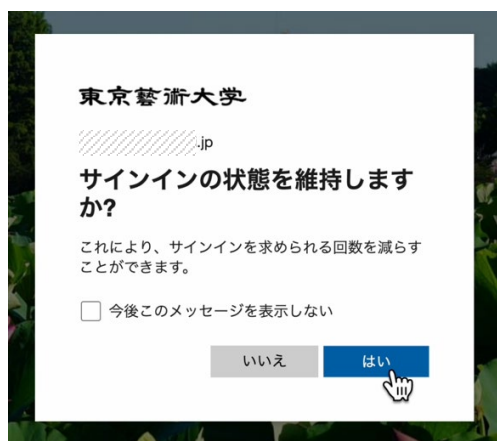 東京藝術大学
.jp
サインインの状態を維持します
か?
これにより、サインインを求められる回数を減らす
ことができます。
今後このメッセージを表示しない
いいえ
はい